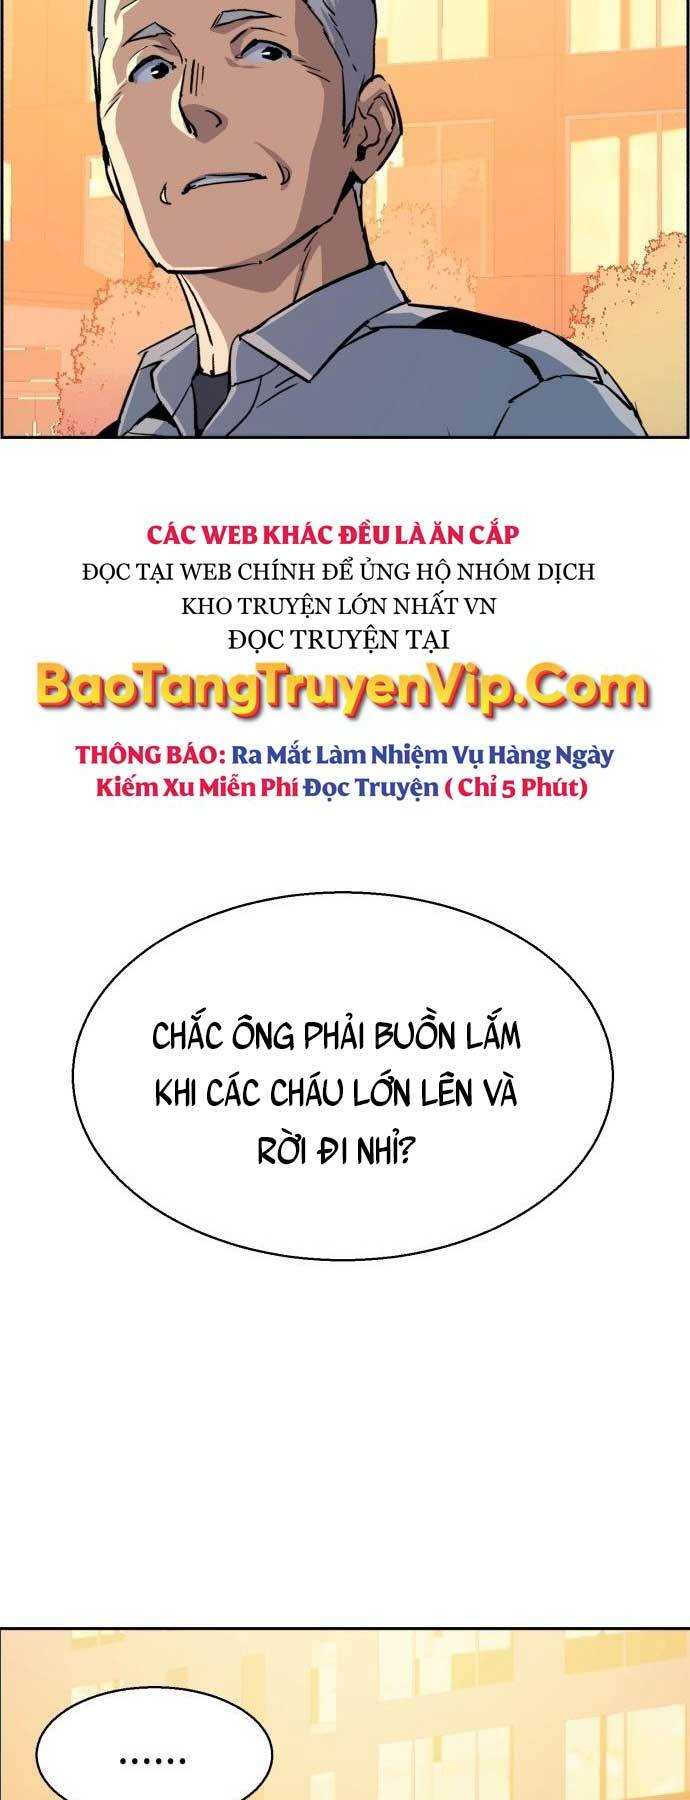 CÁC WEB KHÁC ĐỀU LÀ ĂN CẮP
ĐỌC TẠI WEB CHÍNH ĐỂ ỦNG HỘ NHÓM DỊCH
KHO TRUYỆN LỚN NHẤT VN
ĐỌC TRUYỆN TẠI
BaoTangTruyenVip.Com
THÔNG BÁO: Ra Mắt Làm Nhiệm Vụ Hàng Ngày
Kiếm Xu Miễn Phí Đọc Truyện ( Chỉ 5 Phút)
CHẮC ÔNG PHẢI BUỒN LẮM
KHI CÁC CHÁU LỚN LÊN VÀ
RỜI ĐI NHỈ?
......